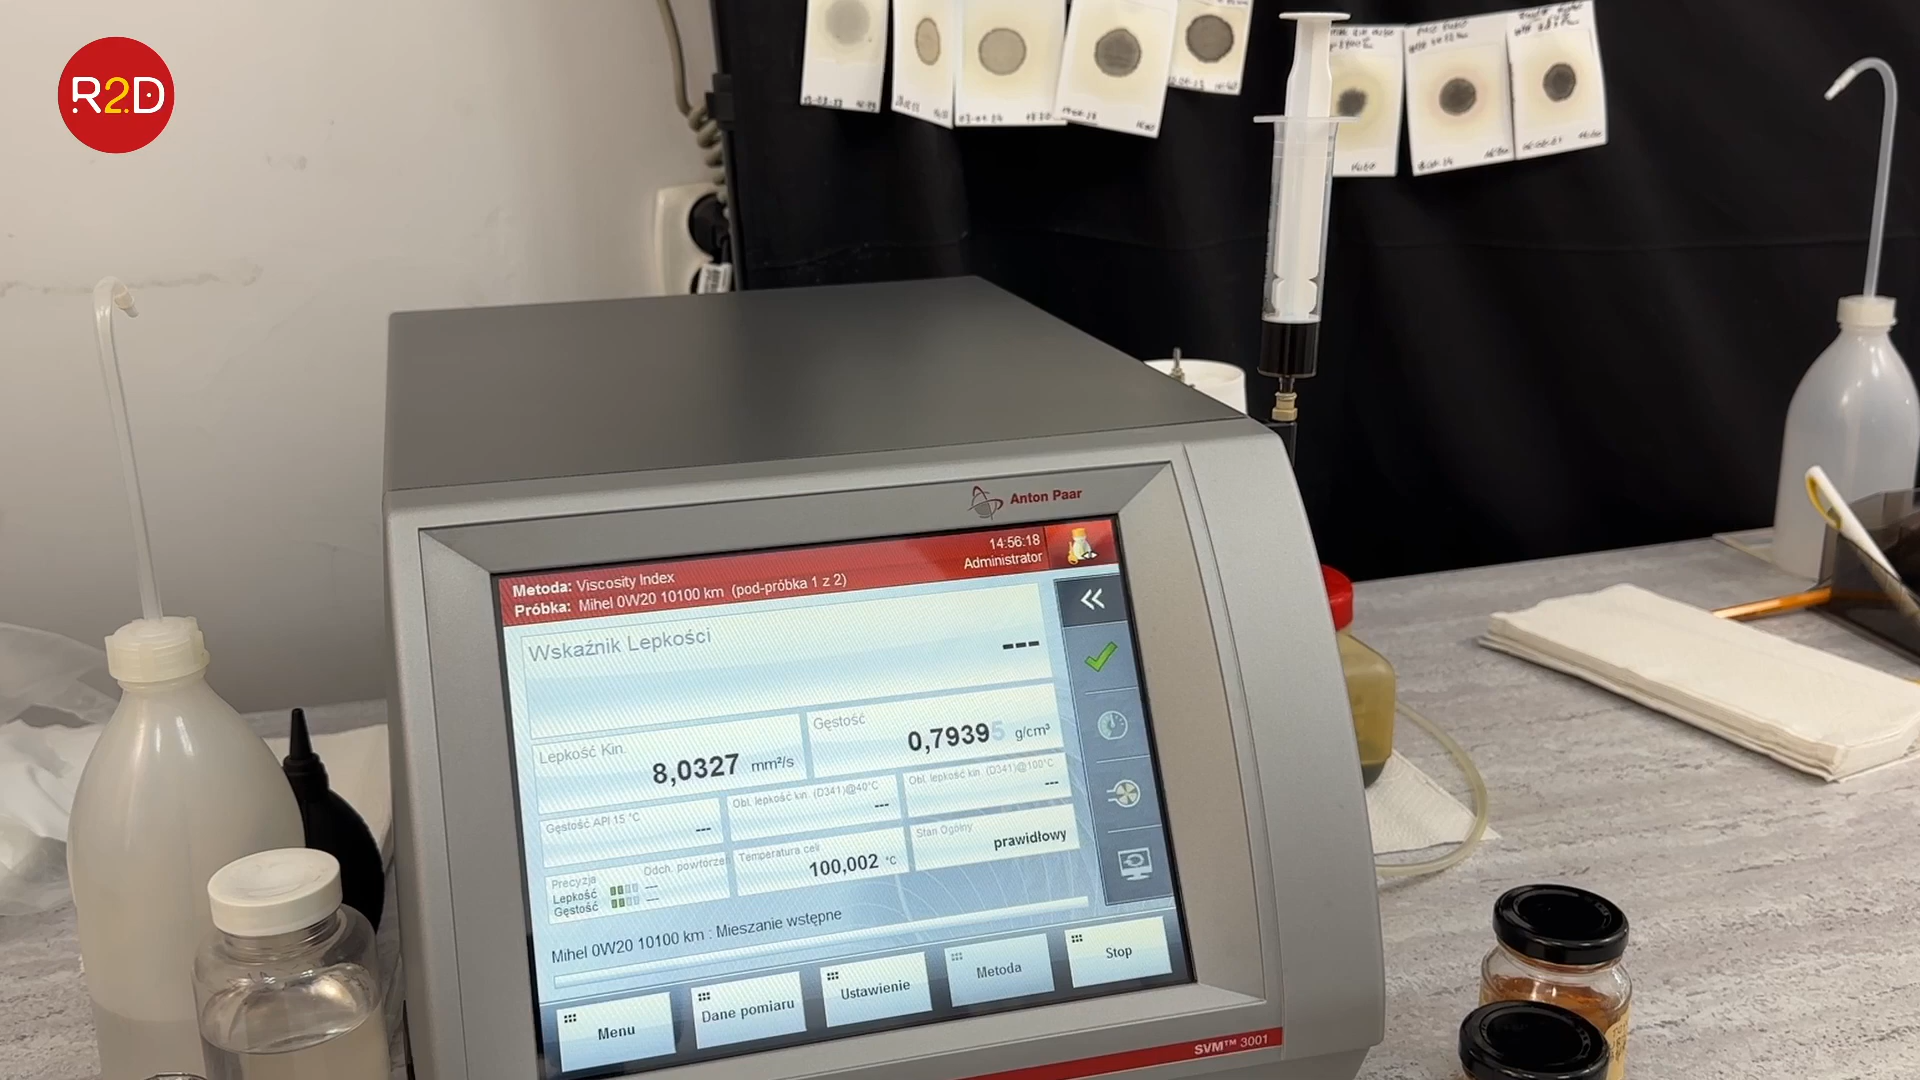 R2D
Anton Paar
14:56:18
Administrator
Metoda: Viscosity Index
Próbka: Mihel 0W20 10100 km (pod-próbka 1 z 2)
Wskaźnik Lepkości
---
Lepkość Kin.
8,0327 mm²/s
Gęstość
0,79395 g/cm³
Gęstość API 15 °C
---
Obl. lepkość kin. (D341)@40°C
---
Obl. lepkość kin. (D341)@100°C
---
Precyzja
Odch. powtórzeń
Lepkość
---
Gęstość
---
Temperatura celi
100,002 °C
Stan Ogólny
prawidłowy
Mihel 0W20 10100 km : Mieszanie wstępne
Menu
Dane pomiaru
Ustawienie
Metoda
Stop
SVM™ 3001